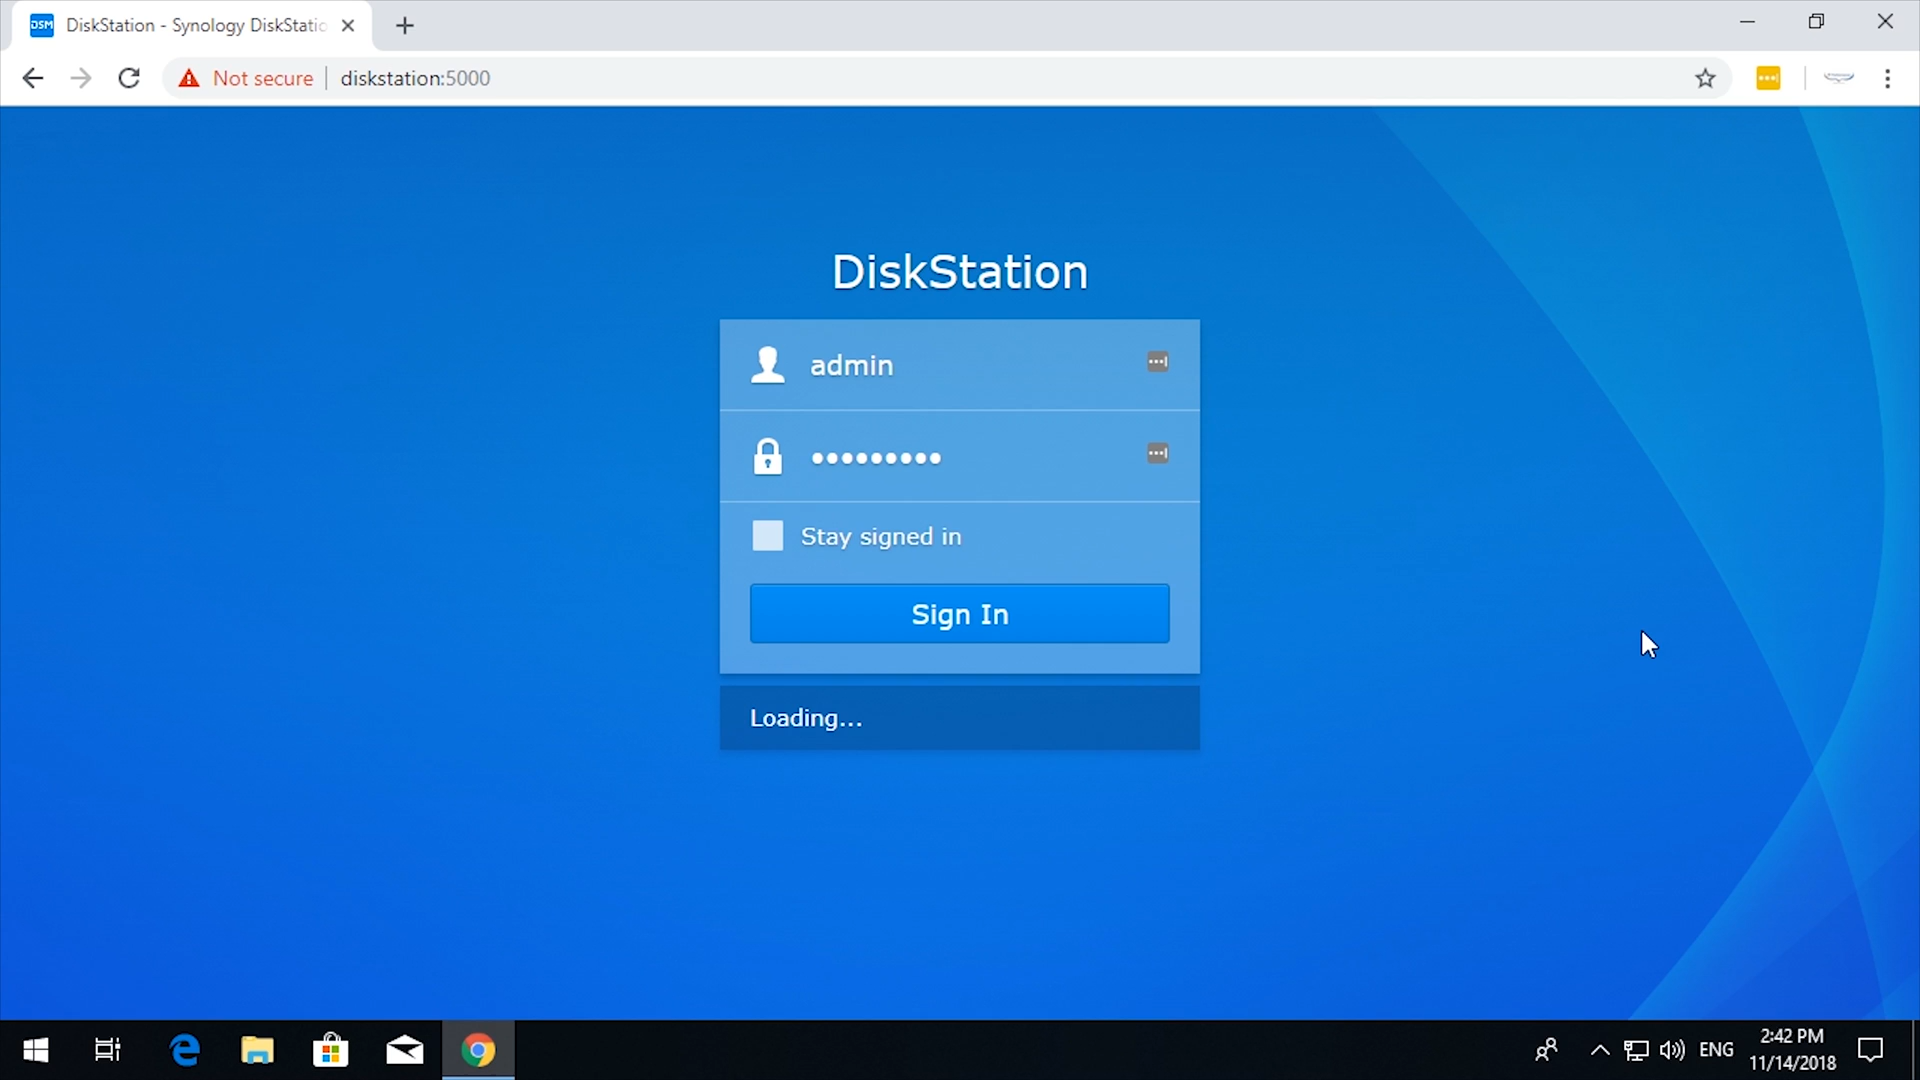 DSM DiskStation - Synology DiskStatio
Not secure
diskstation:5000
DiskStation
admin
Stay signed in
Sign In
Loading...
ENG
2:42 PM
11/14/2018